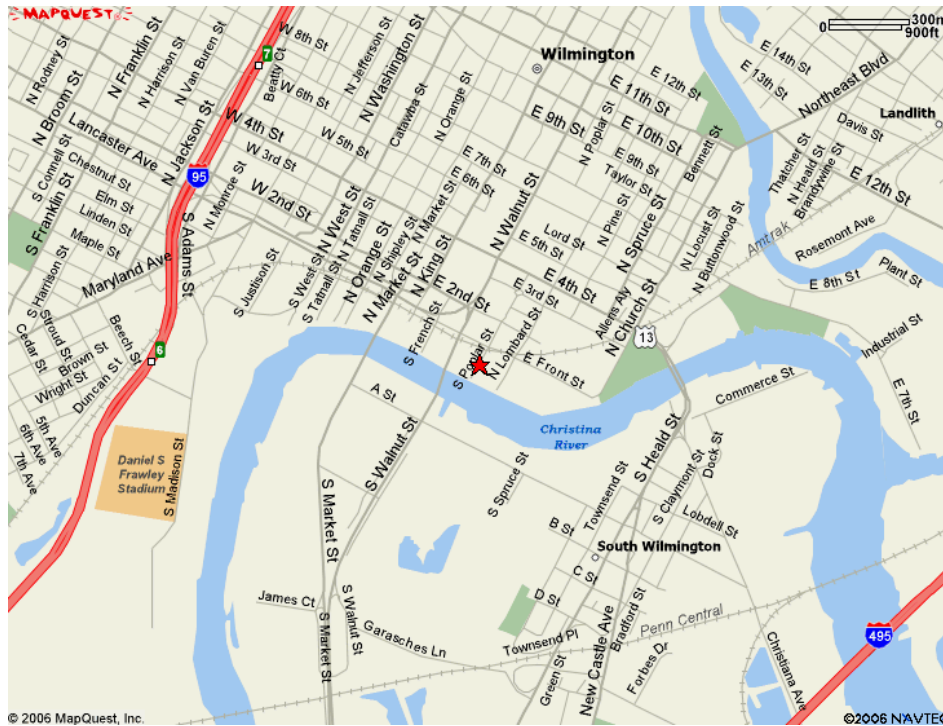 MAPQUEST
300m
900ft
W 8th St
7
N Rodney St
N Broom St
N Franklin St
N Harrison St
N Van Buren St
Beatty Ct
N Jefferson St
N Washington St
Wilmington
E 14th St
E 13th St
E 12th St
Northeast Blvd
Landlith
W 6th St
Catawba St
N Orange St
E 11th St
N Poplar St
E 9th St
E 10th St
Davis St
Lancaster Ave
W 4th St
W 5th St
E 7th St
E 6th St
E 9th St
Taylor St
Bennett St
Thatcher St
N Heald St
Brandywine
E 12th St
S Connell St
Chestnut St
N Jackson St
W 3rd St
95
N Monroe St
W 2nd St
S Franklin St
Elm St
Linden St
Maple St
S Adams St
N West St
N Tatnall St
N Orange St
N Shipley St
N Market St
N Market St
N King St
N Walnut St
Lord St
E 5th St
N Pine St
N Spruce St
N Locust St
N Buttonwood St
Amtrak
Rosemont Ave
Maryland Ave
S Harrison St
S Justison St
S West St
S Tatnall St
E 2nd St
E 4th St
E 3rd St
Allens Aly
N Church St
E 8th St
Plant St
Stroud St
Cedar St
Brown St
Wright St
Duncan St
Beech St
6
S French St
S Poplar St
N Lombard St
E Front St
13
Industrial St
Commerce St
E 7th St
5th Ave
6th Ave
7th Ave
A St
Christina
River
Daniel S
Frawley
Stadium
S Madison St
S Walnut St
S Market St
S Spruce St
S Heald St
Townsend St
S Claymont St
Dock St
Lobdell St
B St
South Wilmington
C St
D St
James Ct
S Walnut St
S Market St
Garasches Ln
Townsend Pl
Green St
New Castle Ave
Bradford St
Forbes Dr
Penn Central
Christiana Ave
495
© 2006 MapQuest, Inc.
©2006 NAVTEQ